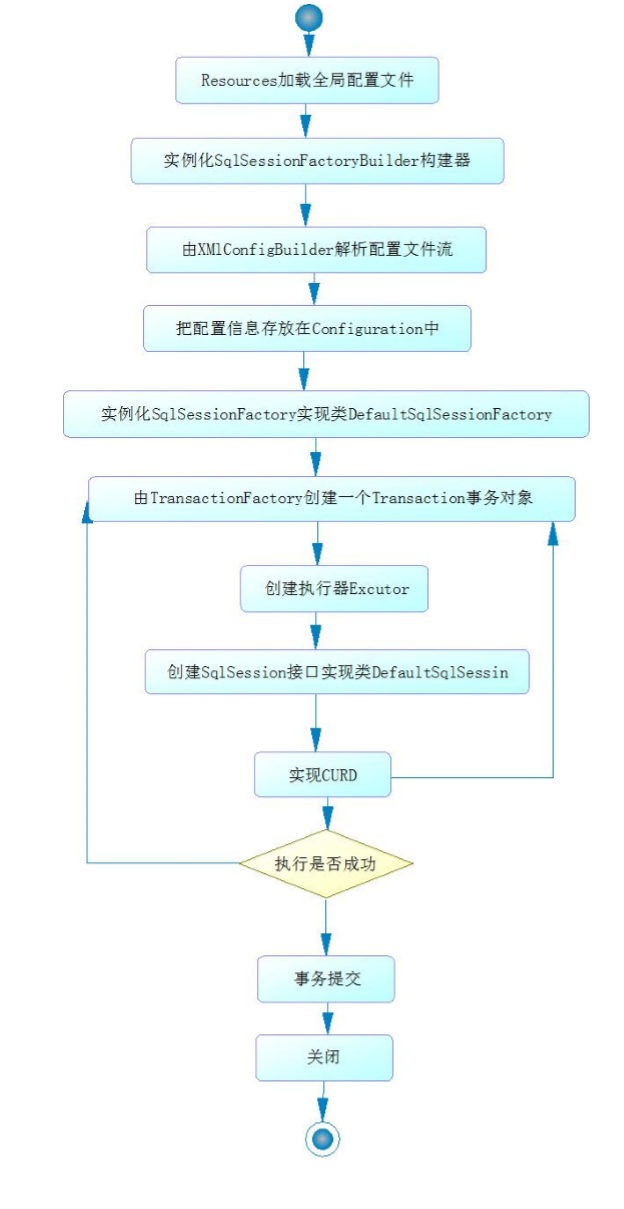 Resources加载全局配置文件
实例化SqlSessionFactoryBuilder构建器
由XMlConfigBuilder解析配置文件流
把配置信息存放在Configuration中
实例化SqlSessionFactory实现类DefaultSqlSessionFactory
由TransactionFactory创建一个Transaction事务对象
创建执行器Excutor
创建SqlSession接口实现类DefaultSqlSessin
实现CURD
执行是否成功
事务提交
关闭